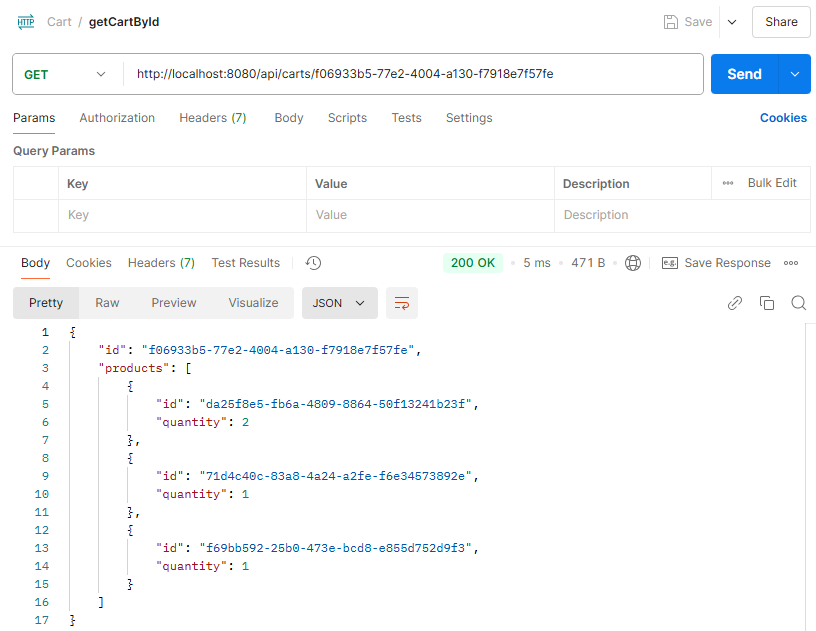 HTTP Cart / getCartById Save Share
GET http://localhost:8080/api/carts/f06933b5-77e2-4004-a130-f7918e7f57fe Send
Params Authorization Headers (7) Body Scripts Tests Settings Cookies
Query Params
Key Value Description Bulk Edit
Key Value Description
Body Cookies Headers (7) Test Results 200 OK 5 ms 471 B e.g. Save Response
Pretty Raw Preview Visualize JSON
1 {
2 "id": "f06933b5-77e2-4004-a130-f7918e7f57fe",
3 "products": [
4 {
5 "id": "da25f8e5-fb6a-4809-8864-50f13241b23f",
6 "quantity": 2
7 },
8 {
9 "id": "71d4c40c-83a8-4a24-a2fe-f6e34573892e",
10 "quantity": 1
11 },
12 {
13 "id": "f69bb592-25b0-473e-bcd8-e855d752d9f3",
14 "quantity": 1
15 }
16 ]
17 }